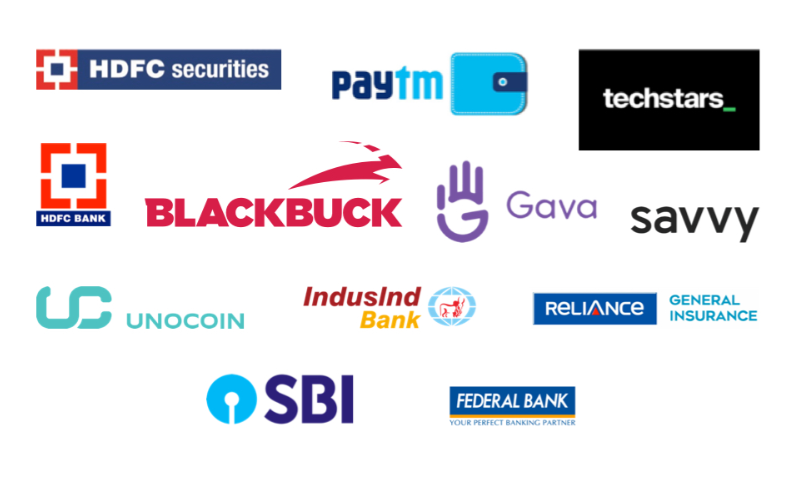 HDFC securities
paytm
techstars_
HDFC BANK
BLACKBUCK
Gava
savvy
UNOCOIN
IndusInd
Bank
RELIANCE
GENERAL
INSURANCE
SBI
FEDERAL BANK
YOUR PERFECT BANKING PARTNER